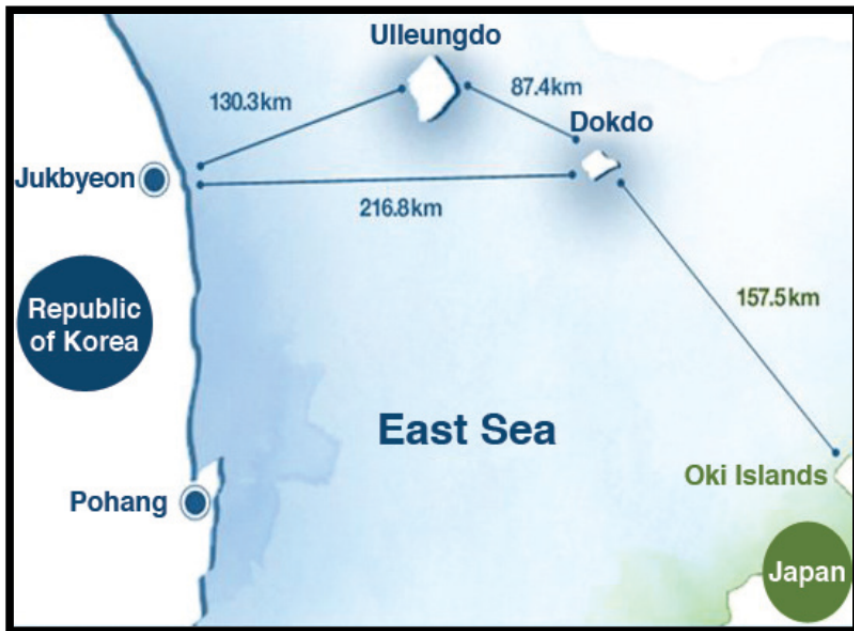 Ulleungdo
130.3km
87.4km
Dokdo
Jukbyeon
216.8km
Republic
of Korea
157.5km
East Sea
Oki Islands
Pohang
Japan